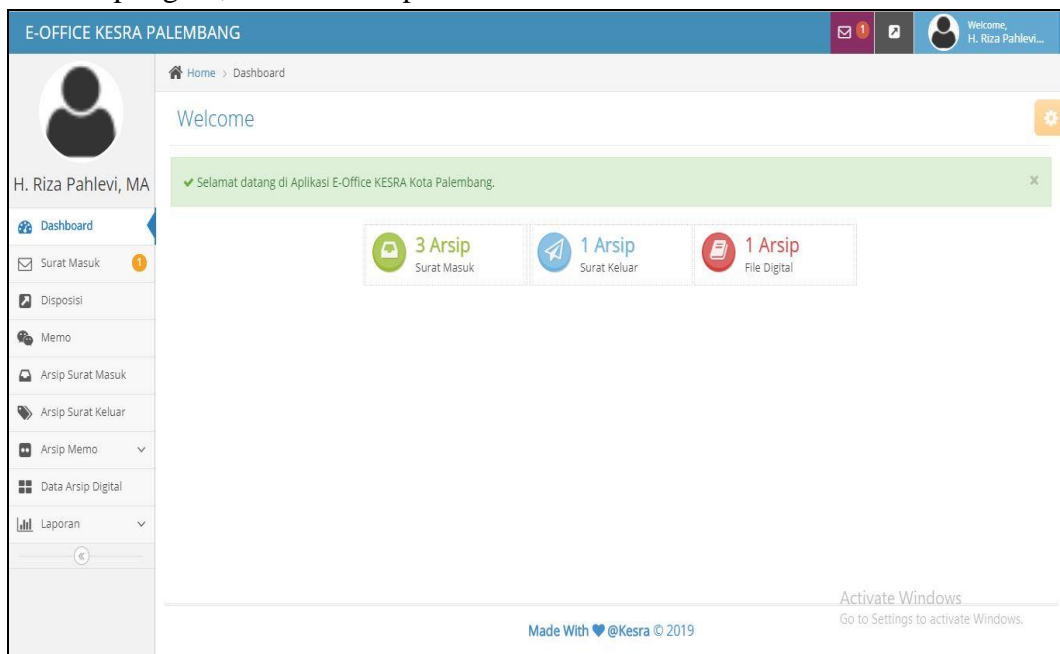 E-OFFICE KESRA PALEMBANG
1
Welcome,
H. Riza Pahlevi...
H. Riza Pahlevi, MA
Dashboard
Surat Masuk 1
Disposisi
Memo
Arsip Surat Masuk
Arsip Surat Keluar
Arsip Memo
Data Arsip Digital
Laporan
Home > Dashboard
Welcome
Selamat datang di Aplikasi E-Office KESRA Kota Palembang.
3 Arsip
Surat Masuk
1 Arsip
Surat Keluar
1 Arsip
File Digital
Activate Windows
Go to Settings to activate Windows.
Made With @Kesra © 2019